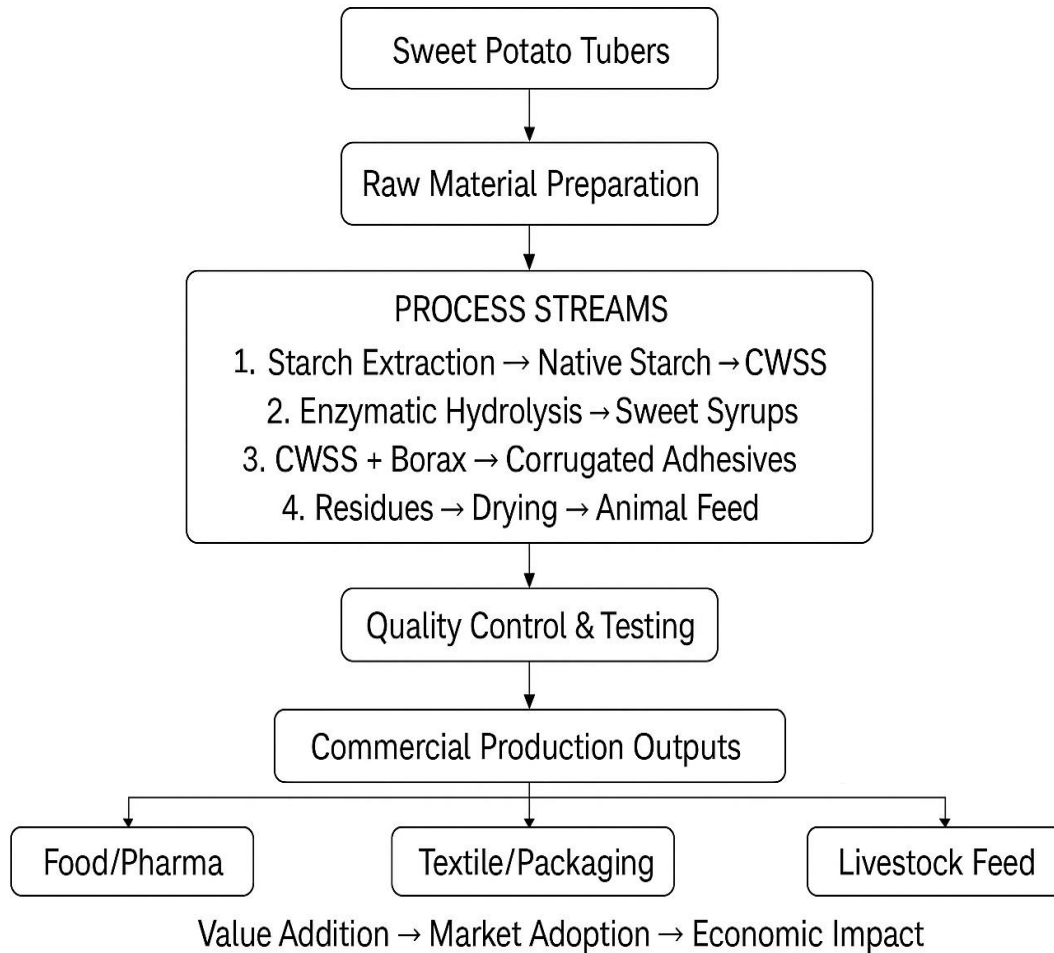 Sweet Potato Tubers
Raw Material Preparation
PROCESS STREAMS
1. Starch Extraction → Native Starch → CWSS
2. Enzymatic Hydrolysis → Sweet Syrups
3. CWSS + Borax → Corrugated Adhesives
4. Residues → Drying → Animal Feed
Quality Control & Testing
Commercial Production Outputs
Food/Pharma
Textile/Packaging
Livestock Feed
Value Addition → Market Adoption → Economic Impact